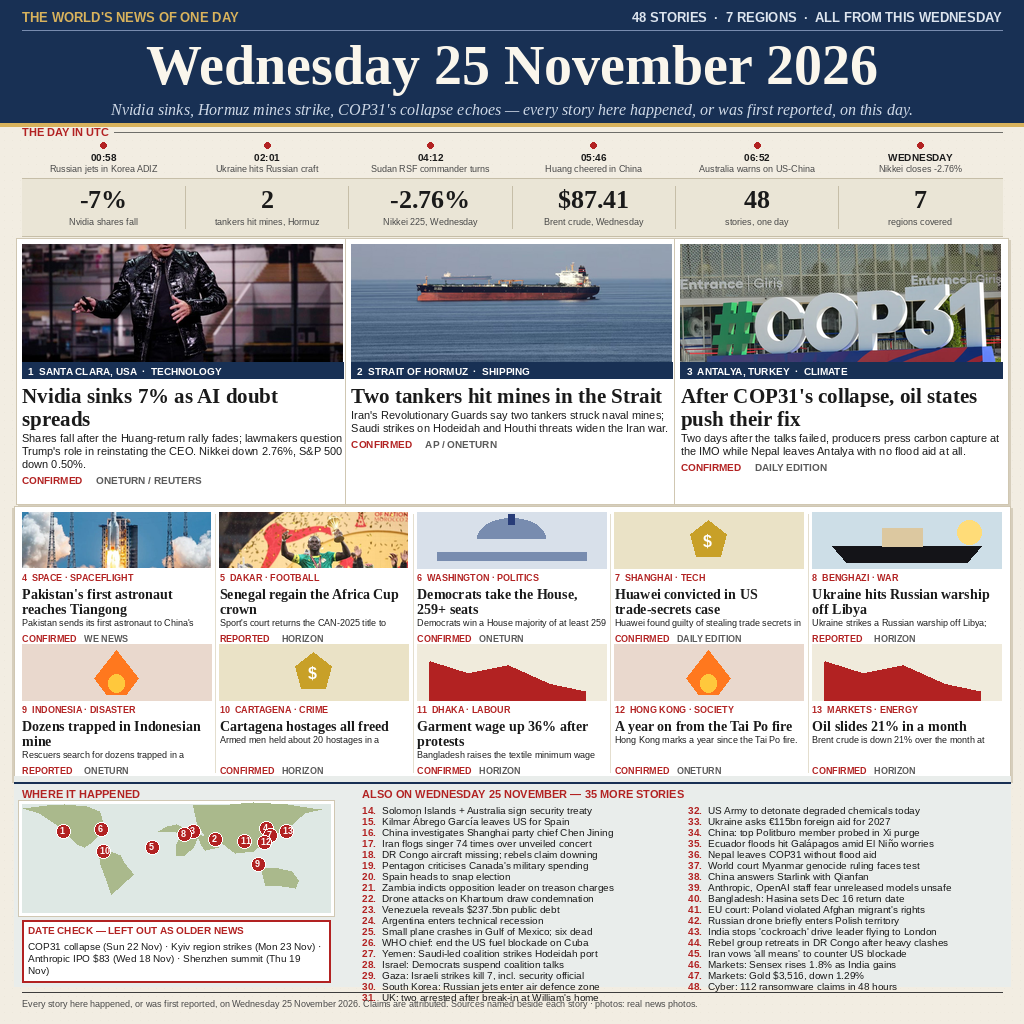 THE WORLD'S NEWS OF ONE DAY
48 STORIES · 7 REGIONS · ALL FROM THIS WEDNESDAY
Wednesday 25 November 2026
Nvidia sinks, Hormuz mines strike, COP31's collapse echoes — every story here happened, or was first reported, on this day.
THE DAY IN UTC
00:58
Russian jets in Korea ADIZ
02:01
Ukraine hits Russian craft
04:12
Sudan RSF commander turns
05:46
Huang cheered in China
06:52
Australia warns on US-China
WEDNESDAY
Nikkei closes -2.76%
-7%
Nvidia shares fall
2
tankers hit mines, Hormuz
-2.76%
Nikkei 225, Wednesday
$87.41
Brent crude, Wednesday
48
stories, one day
7
regions covered
1 SANTA CLARA, USA · TECHNOLOGY
Nvidia sinks 7% as AI doubt
spreads
Shares fall after the Huang-return rally fades; lawmakers question
Trump's role in reinstating the CEO. Nikkei down 2.76%, S&P 500
down 0.50%.
CONFIRMED ONETURN / REUTERS
2 STRAIT OF HORMUZ · SHIPPING
Two tankers hit mines in the Strait
Iran's Revolutionary Guards say two tankers struck naval mines;
Saudi strikes on Hodeidah and Houthi threats widen the Iran war.
CONFIRMED AP / ONETURN
Entrance | Giriş
Entrance | Giriş
#COP31
3 ANTALYA, TURKEY · CLIMATE
After COP31's collapse, oil states
push their fix
Two days after the talks failed, producers press carbon capture at
the IMO while Nepal leaves Antalya with no flood aid at all.
CONFIRMED DAILY EDITION
4 SPACE · SPACEFLIGHT
Pakistan's first astronaut
reaches Tiangong
Pakistan sends its first astronaut to China's
CONFIRMED WE NEWS
5 DAKAR · FOOTBALL
Senegal regain the Africa Cup
crown
Sport's court returns the CAN-2025 title to
REPORTED HORIZON
6 WASHINGTON · POLITICS
Democrats take the House,
259+ seats
Democrats win a House majority of at least 259
CONFIRMED ONETURN
$
7 SHANGHAI · TECH
Huawei convicted in US
trade-secrets case
Huawei found guilty of stealing trade secrets in
CONFIRMED DAILY EDITION
8 BENGHAZI · WAR
Ukraine hits Russian warship
off Libya
Ukraine strikes a Russian warship off Libya;
REPORTED HORIZON
9 INDONESIA · DISASTER
Dozens trapped in Indonesian
mine
Rescuers search for dozens trapped in a
REPORTED ONETURN
$
10 CARTAGENA · CRIME
Cartagena hostages all freed
Armed men held about 20 hostages in a
CONFIRMED HORIZON
11 DHAKA · LABOUR
Garment wage up 36% after
protests
Bangladesh raises the textile minimum wage
CONFIRMED HORIZON
12 HONG KONG · SOCIETY
A year on from the Tai Po fire
Hong Kong marks a year since the Tai Po fire.
CONFIRMED ONETURN
13 MARKETS · ENERGY
Oil slides 21% in a month
Brent crude is down 21% over the month at
CONFIRMED HORIZON
WHERE IT HAPPENED
1
6
10
5
8
3
2
11
4
7
12
13
9
DATE CHECK — LEFT OUT AS OLDER NEWS
COP31 collapse (Sun 22 Nov) · Kyiv region strikes (Mon 23 Nov) ·
Anthropic IPO $83 (Wed 18 Nov) · Shenzhen summit (Thu 19
Nov)
ALSO ON WEDNESDAY 25 NOVEMBER — 35 MORE STORIES
14. Solomon Islands + Australia sign security treaty
15. Kilmar Ábrego García leaves US for Spain
16. China investigates Shanghai party chief Chen Jining
17. Iran flogs singer 74 times over unveiled concert
18. DR Congo aircraft missing; rebels claim downing
19. Pentagon criticises Canada's military spending
20. Spain heads to snap election
21. Zambia indicts opposition leader on treason charges
22. Drone attacks on Khartoum draw condemnation
23. Venezuela reveals $237.5bn public debt
24. Argentina enters technical recession
25. Small plane crashes in Gulf of Mexico; six dead
26. WHO chief: end the US fuel blockade on Cuba
27. Yemen: Saudi-led coalition strikes Hodeidah port
28. Israel: Democrats suspend coalition talks
29. Gaza: Israeli strikes kill 7, incl. security official
30. South Korea: Russian jets enter air defence zone
31. UK: two arrested after break-in at William's home
32. US Army to detonate degraded chemicals today
33. Ukraine asks €115bn foreign aid for 2027
34. China: top Politburo member probed in Xi purge
35. Ecuador floods hit Galápagos amid El Niño worries
36. Nepal leaves COP31 without flood aid
37. World court Myanmar genocide ruling faces test
38. China answers Starlink with Qianfan
39. Anthropic, OpenAI staff fear unreleased models unsafe
40. Bangladesh: Hasina sets Dec 16 return date
41. EU court: Poland violated Afghan migrant's rights
42. Russian drone briefly enters Polish territory
43. India stops 'cockroach' drive leader flying to London
44. Rebel group retreats in DR Congo after heavy clashes
45. Iran vows 'all means' to counter US blockade
46. Markets: Sensex rises 1.8% as India gains
47. Markets: Gold $3,516, down 1.29%
48. Cyber: 112 ransomware claims in 48 hours
Every story here happened, or was first reported, on Wednesday 25 November 2026. Claims are attributed. Sources named beside each story · photos: real news photos.